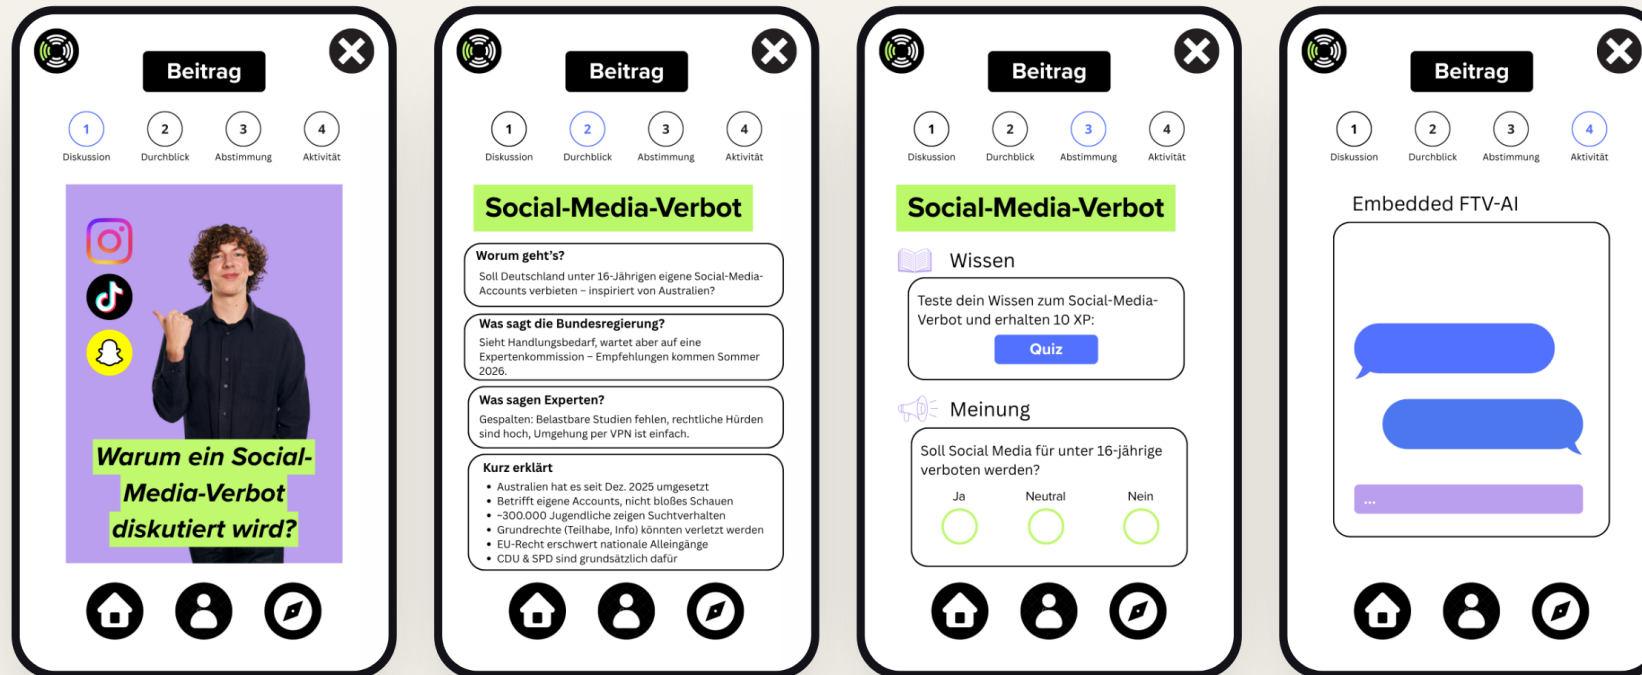 Beitrag
1 2 3 4
Diskussion Durchblick Abstimmung Aktivität
Warum ein Social-
Media-Verbot
diskutiert wird?
Beitrag
1 2 3 4
Diskussion Durchblick Abstimmung Aktivität
Social-Media-Verbot
Worum geht's?
Soll Deutschland unter 16-Jährigen eigene Social-Media-
Accounts verbieten – inspiriert von Australien?
Was sagt die Bundesregierung?
Sieht Handlungsbedarf, wartet aber auf eine
Expertenkommission – Empfehlungen kommen Sommer
2026.
Was sagen Experten?
Gespalten: Belastbare Studien fehlen, rechtliche Hürden
sind hoch, Umgehung per VPN ist einfach.
Kurz erklärt
• Australien hat es seit Dez. 2025 umgesetzt
• Betrifft eigene Accounts, nicht bloßes Schauen
• ~300.000 Jugendliche zeigen Suchtverhalten
• Grundrechte (Teilhabe, Info) könnten verletzt werden
• EU-Recht erschwert nationale Alleingänge
• CDU & SPD sind grundsätzlich dafür
Beitrag
1 2 3 4
Diskussion Durchblick Abstimmung Aktivität
Social-Media-Verbot
Wissen
Teste dein Wissen zum Social-Media-
Verbot und erhalten 10 XP:
Quiz
Meinung
Soll Social Media für unter 16-jährige
verboten werden?
Ja Neutral Nein
Beitrag
1 2 3 4
Diskussion Durchblick Abstimmung Aktivität
Embedded FTV-AI
...